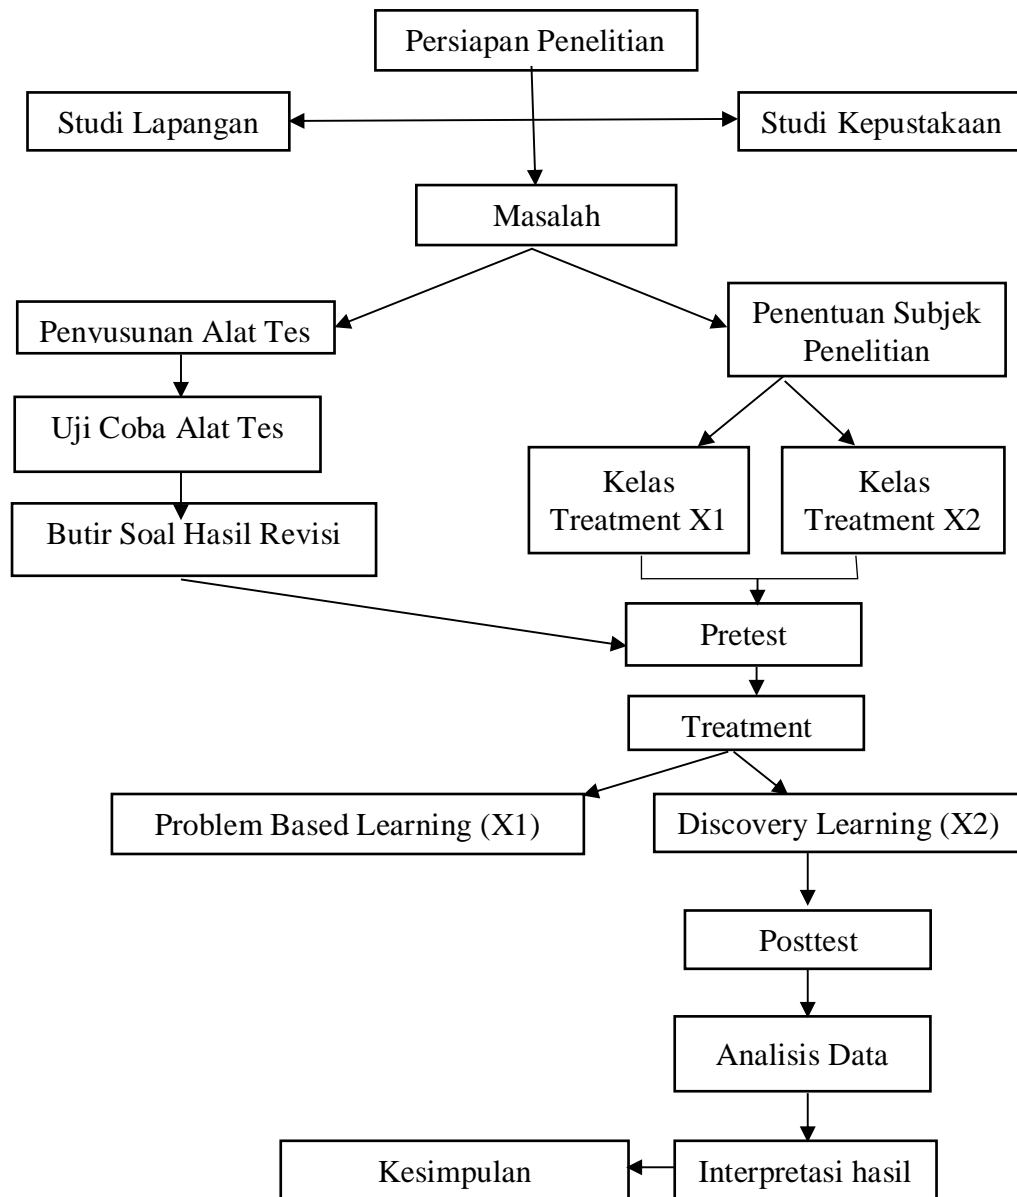 Persiapan Penelitian
Studi Lapangan
Studi Kepustakaan
Masalah
Penvusunan Alat Tes
Penentuan Subjek
Penelitian
Uji Coba Alat Tes
Kelas
Treatment X1
Kelas
Treatment X2
Butir Soal Hasil Revisi
Pretest
Treatment
Problem Based Learning (X1)
Discovery Learning (X2)
Posttest
Analisis Data
Kesimpulan
Interpretasi hasil